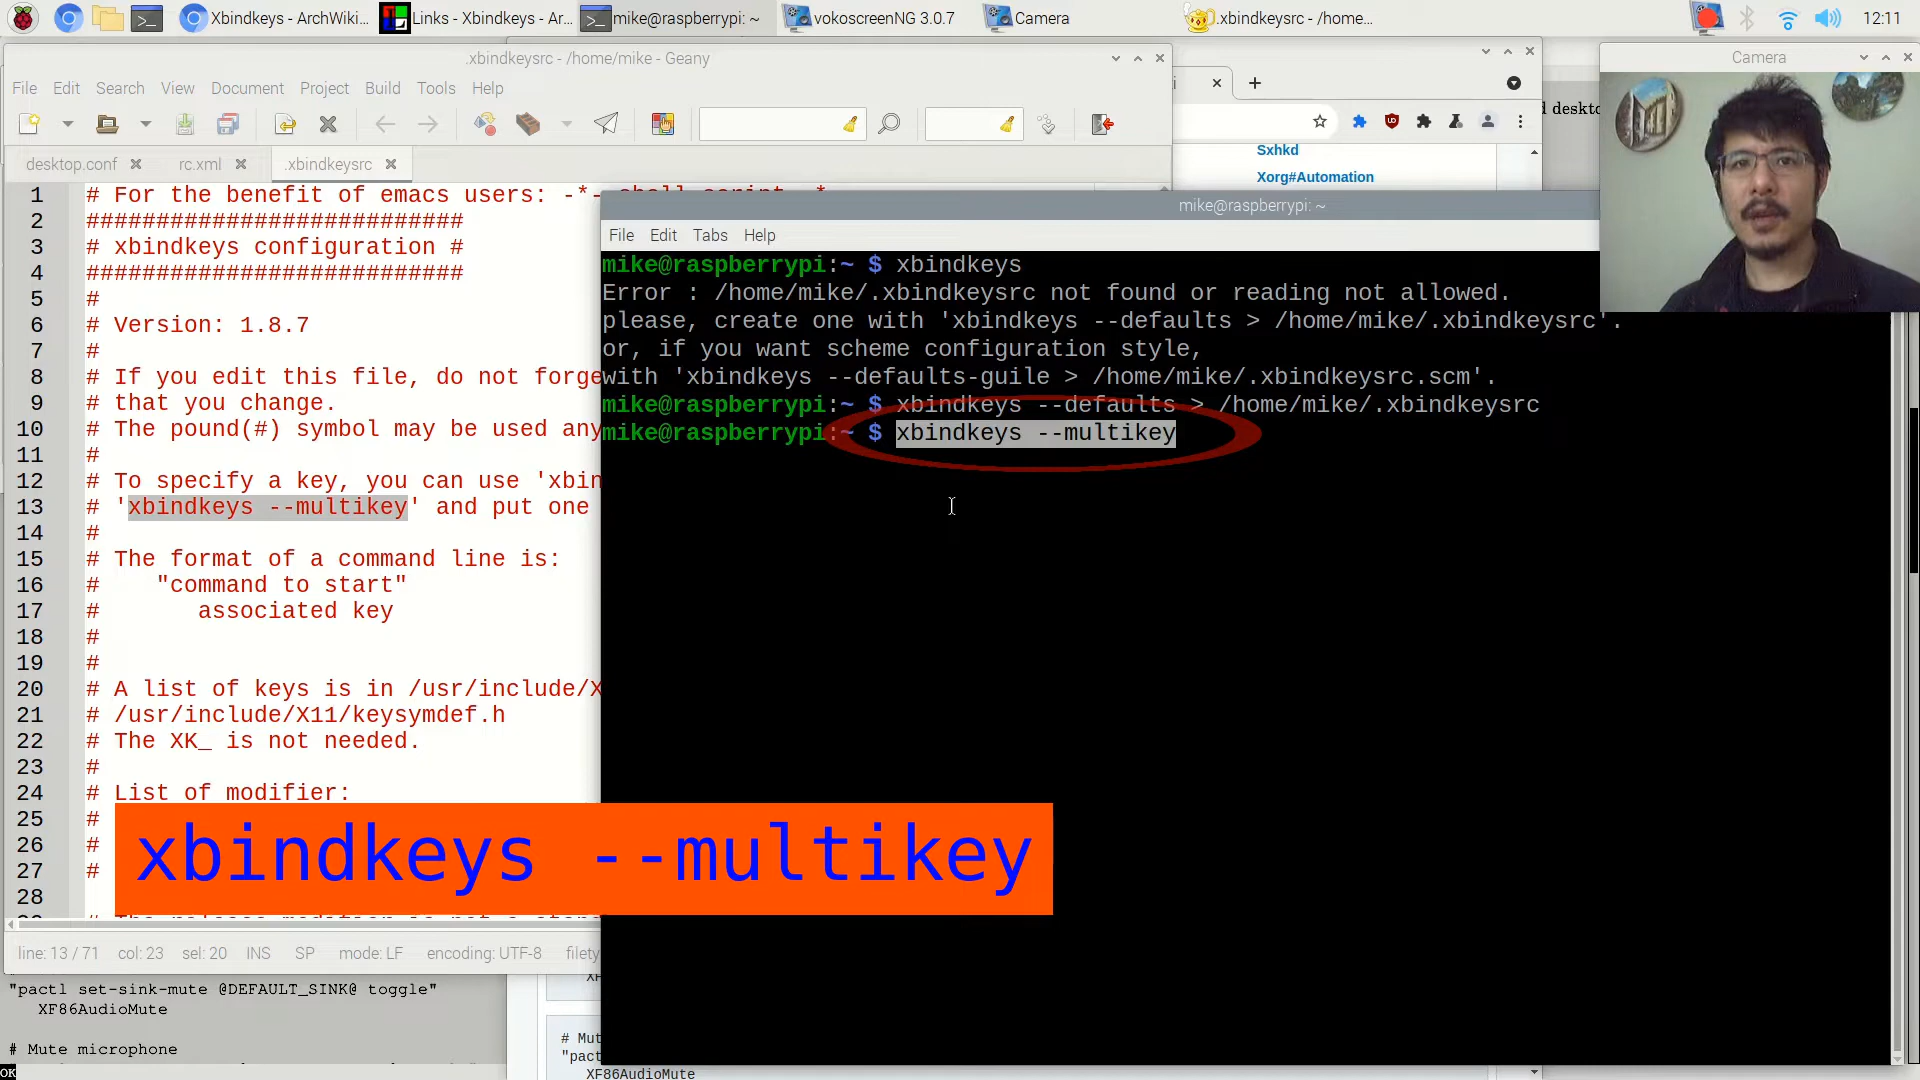 Xbindkeys - ArchWiki...
Links - Xbindkeys - Ar...
mike@raspberrypi: ~
vokoscreenNG 3.0.7
Camera
.xbindkeysrc - /home...
12:11
.xbindkeysrc - /home/mike - Geany
File Edit Search View Document Project Build Tools Help
desktop.conf
rc.xml
.xbindkeysrc
1 # For the benefit of emacs users: -*- shell-script -*-
2 ###########################
3 # xbindkeys configuration #
4 ###########################
5 #
6 # Version: 1.8.7
7 #
8 # If you edit this file, do not forge
9 # that you change.
10 # The pound(#) symbol may be used any
11 #
12 # To specify a key, you can use 'xbin
13 # 'xbindkeys --multikey' and put one
14 #
15 # The format of a command line is:
16 #    "command to start"
17 #       associated key
18 #
19 #
20 # A list of keys is in /usr/include/X
21 # /usr/include/X11/keysymdef.h
22 # The XK_ is not needed.
23 #
24 # List of modifier:
25 #
26 #
27 #
28
line: 13 / 71 col: 23 sel: 20 INS SP mode: LF encoding: UTF-8 filety
"pactl set-sink-mute @DEFAULT_SINK@ toggle"
XF86AudioMute
# Mute microphone
OK
Sxhkd
Xorg#Automation
d deskto
Camera
mike@raspberrypi: ~
File Edit Tabs Help
mike@raspberrypi:~ $ xbindkeys
Error : /home/mike/.xbindkeysrc not found or reading not allowed.
please, create one with 'xbindkeys --defaults > /home/mike/.xbindkeysrc'.
or, if you want scheme configuration style,
with 'xbindkeys --defaults-guile > /home/mike/.xbindkeysrc.scm'.
mike@raspberrypi:~ $ xbindkeys --defaults > /home/mike/.xbindkeysrc
mike@raspberrypi:~ $ xbindkeys --multikey
xbindkeys --multikey
XF
# Mut
"pac
XF86AudioMute